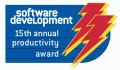 software
development
15th annual
productivity
award